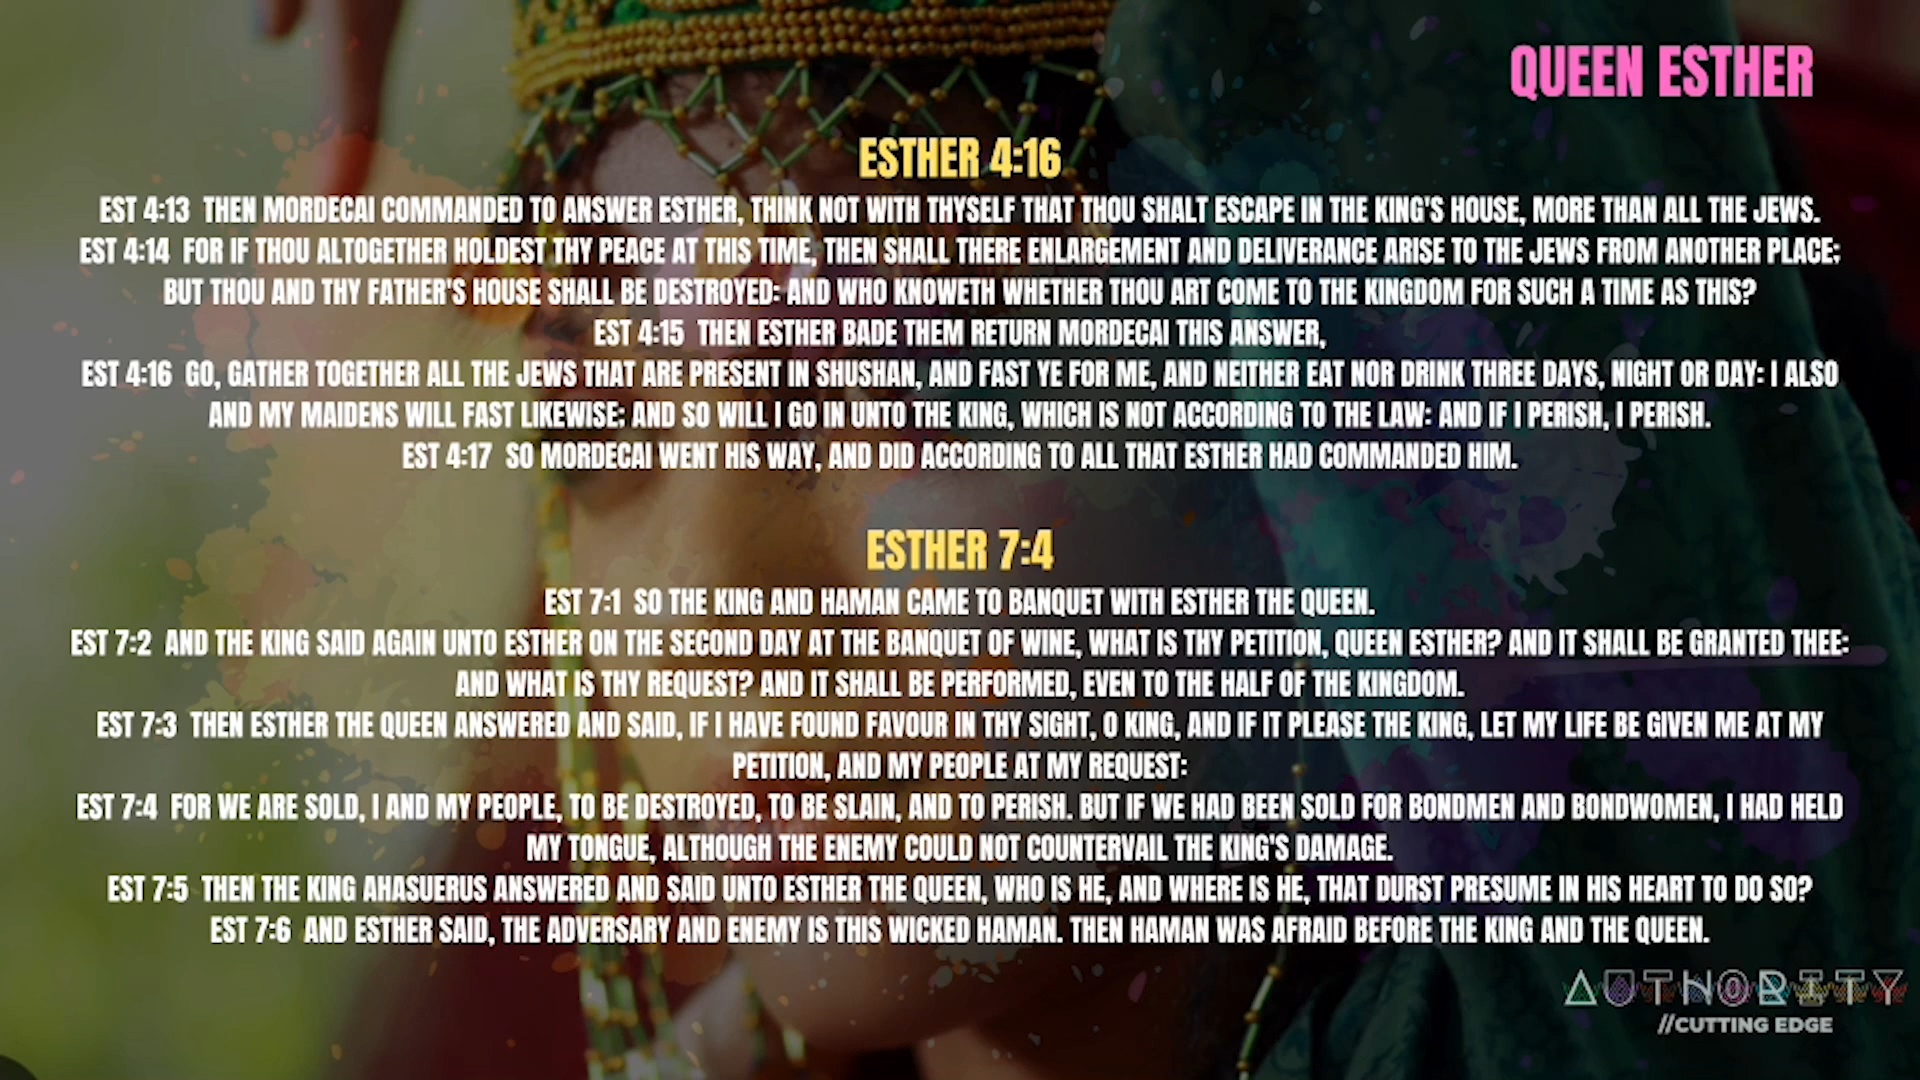 QUEEN ESTHER
ESTHER 4:16
EST 4:13 THEN MORDECAI COMMANDED TO ANSWER ESTHER, THINK NOT WITH THYSELF THAT THOU SHALT ESCAPE IN THE KING'S HOUSE, MORE THAN ALL THE JEWS.
EST 4:14 FOR IF THOU ALTOGETHER HOLDEST THY PEACE AT THIS TIME, THEN SHALL THERE ENLARGEMENT AND DELIVERANCE ARISE TO THE JEWS FROM ANOTHER PLACE;
BUT THOU AND THY FATHER'S HOUSE SHALL BE DESTROYED: AND WHO KNOWETH WHETHER THOU ART COME TO THE KINGDOM FOR SUCH A TIME AS THIS?
EST 4:15 THEN ESTHER BADE THEM RETURN MORDECAI THIS ANSWER,
EST 4:16 GO, GATHER TOGETHER ALL THE JEWS THAT ARE PRESENT IN SHUSHAN, AND FAST YE FOR ME, AND NEITHER EAT NOR DRINK THREE DAYS, NIGHT OR DAY: I ALSO
AND MY MAIDENS WILL FAST LIKEWISE; AND SO WILL I GO IN UNTO THE KING, WHICH IS NOT ACCORDING TO THE LAW: AND IF I PERISH, I PERISH.
EST 4:17 SO MORDECAI WENT HIS WAY, AND DID ACCORDING TO ALL THAT ESTHER HAD COMMANDED HIM.
ESTHER 7:4
EST 7:1 SO THE KING AND HAMAN CAME TO BANQUET WITH ESTHER THE QUEEN.
EST 7:2 AND THE KING SAID AGAIN UNTO ESTHER ON THE SECOND DAY AT THE BANQUET OF WINE, WHAT IS THY PETITION, QUEEN ESTHER? AND IT SHALL BE GRANTED THEE:
AND WHAT IS THY REQUEST? AND IT SHALL BE PERFORMED, EVEN TO THE HALF OF THE KINGDOM.
EST 7:3 THEN ESTHER THE QUEEN ANSWERED AND SAID, IF I HAVE FOUND FAVOUR IN THY SIGHT, O KING, AND IF IT PLEASE THE KING, LET MY LIFE BE GIVEN ME AT MY
PETITION, AND MY PEOPLE AT MY REQUEST:
EST 7:4 FOR WE ARE SOLD, I AND MY PEOPLE, TO BE DESTROYED, TO BE SLAIN, AND TO PERISH. BUT IF WE HAD BEEN SOLD FOR BONDMEN AND BONDWOMEN, I HAD HELD
MY TONGUE, ALTHOUGH THE ENEMY COULD NOT COUNTERVAIL THE KING'S DAMAGE.
EST 7:5 THEN THE KING AHASUERUS ANSWERED AND SAID UNTO ESTHER THE QUEEN, WHO IS HE, AND WHERE IS HE, THAT DURST PRESUME IN HIS HEART TO DO SO?
EST 7:6 AND ESTHER SAID, THE ADVERSARY AND ENEMY IS THIS WICKED HAMAN. THEN HAMAN WAS AFRAID BEFORE THE KING AND THE QUEEN.
AUTHORITY
//CUTTING EDGE